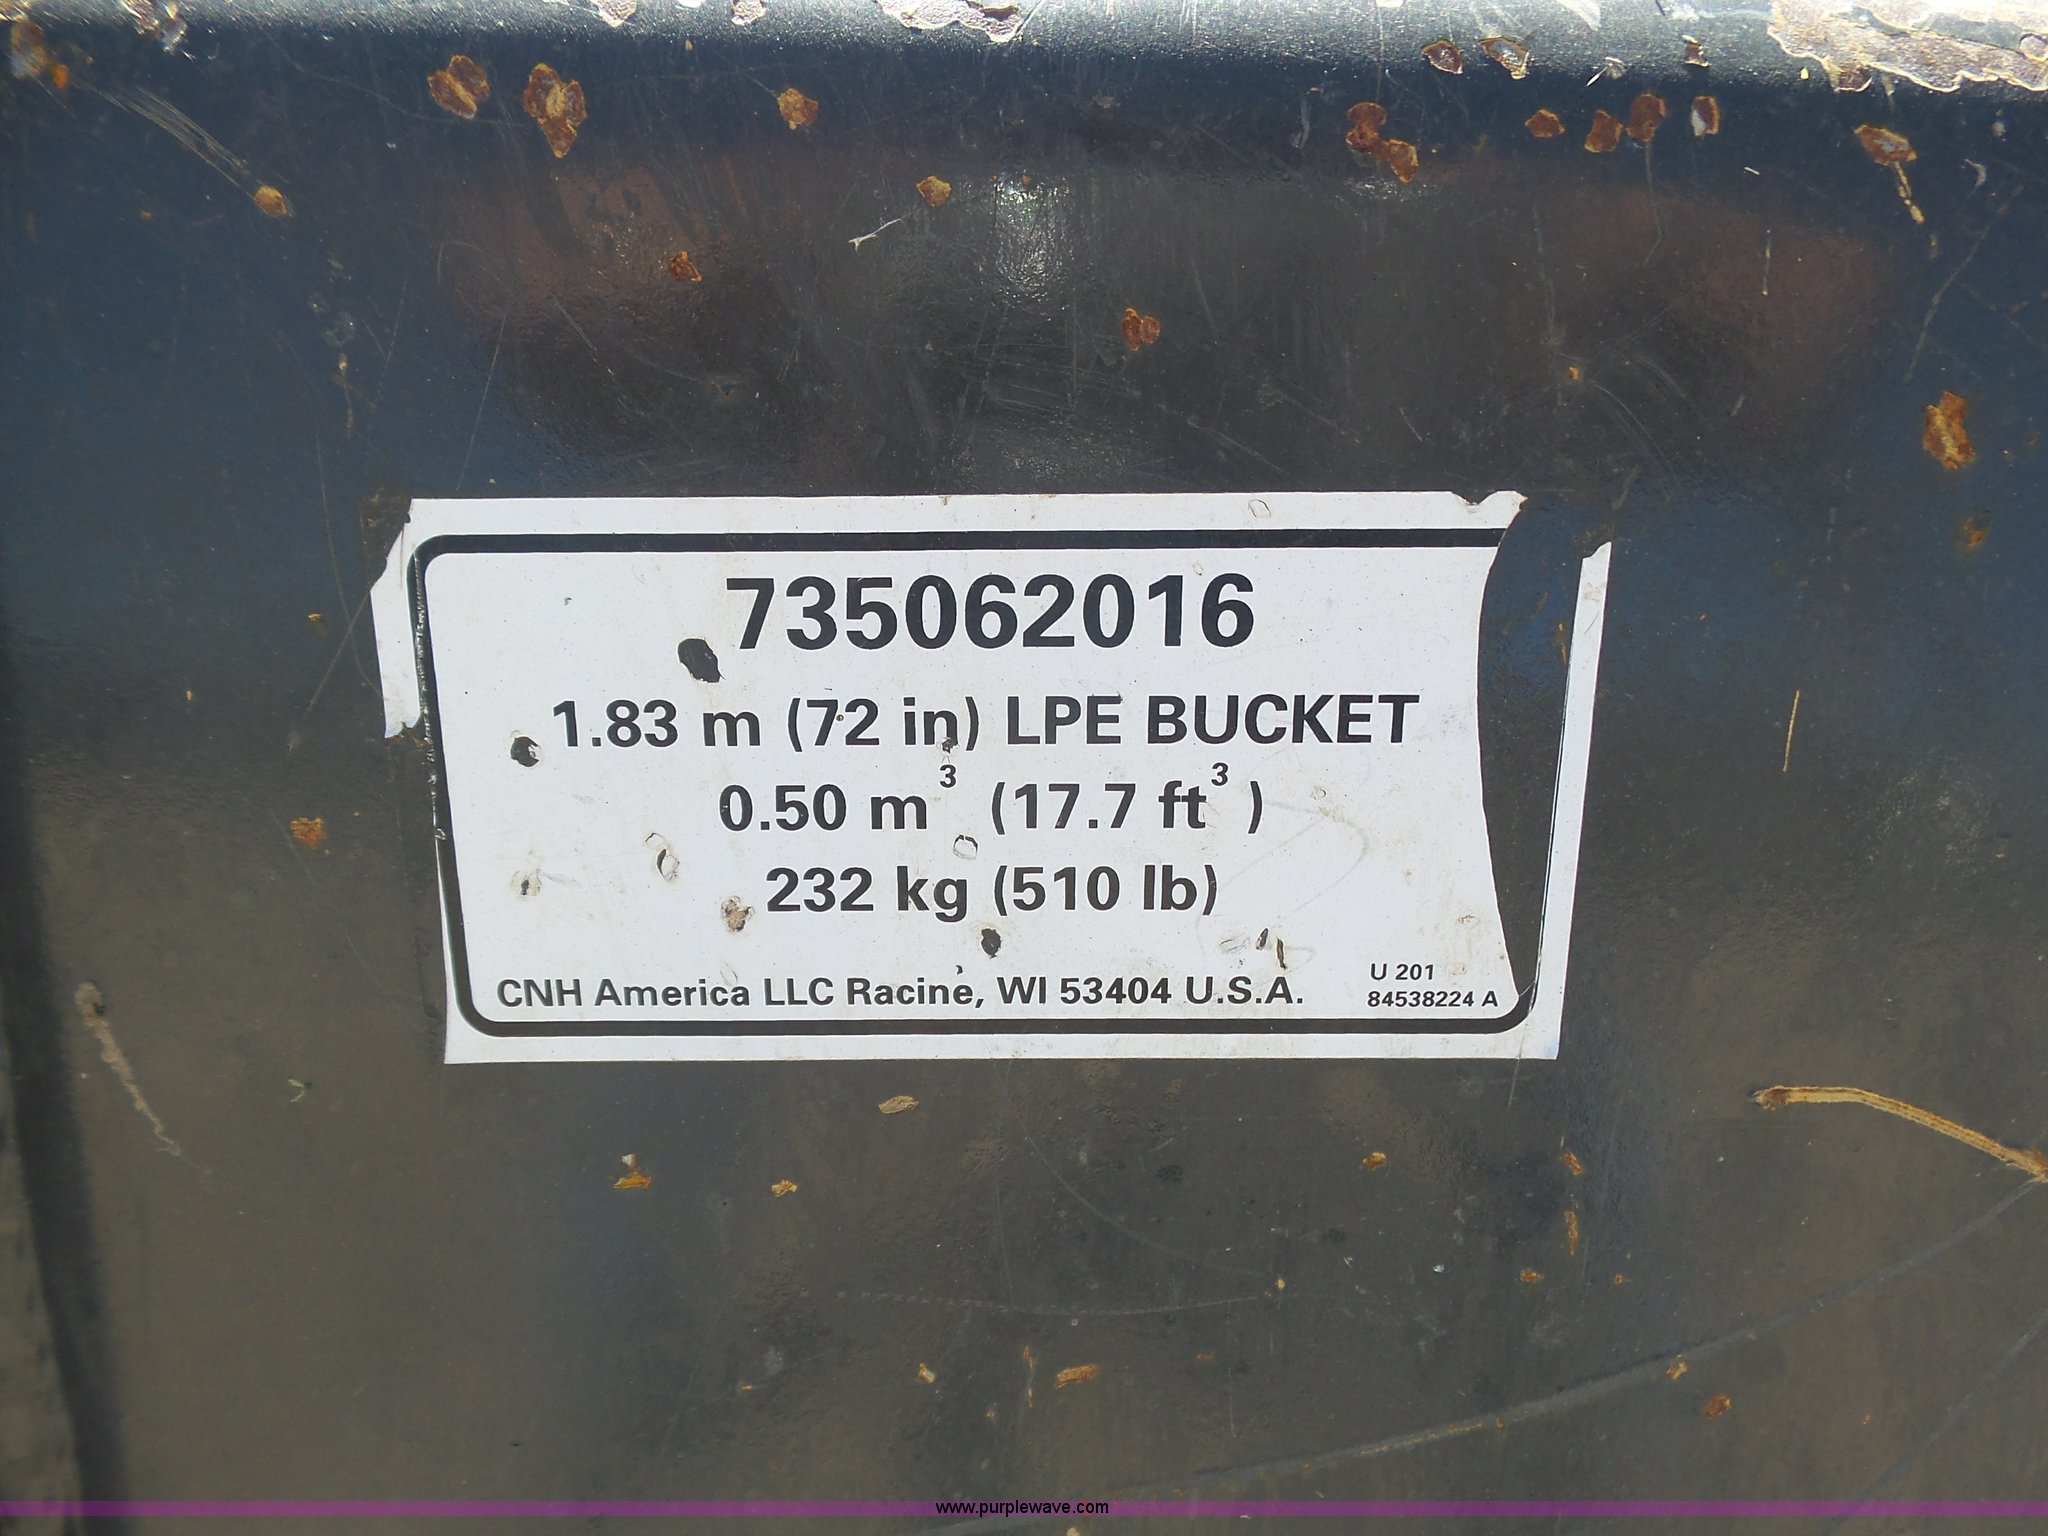 735062016
1.83 m (72 in) LPE BUCKET
0.50 m³ (17.7 ft³ )
232 kg (510 lb)
CNH America LLC Racine, WI 53404 U.S.A.
U 201
84538224 A
www.purplewave.com